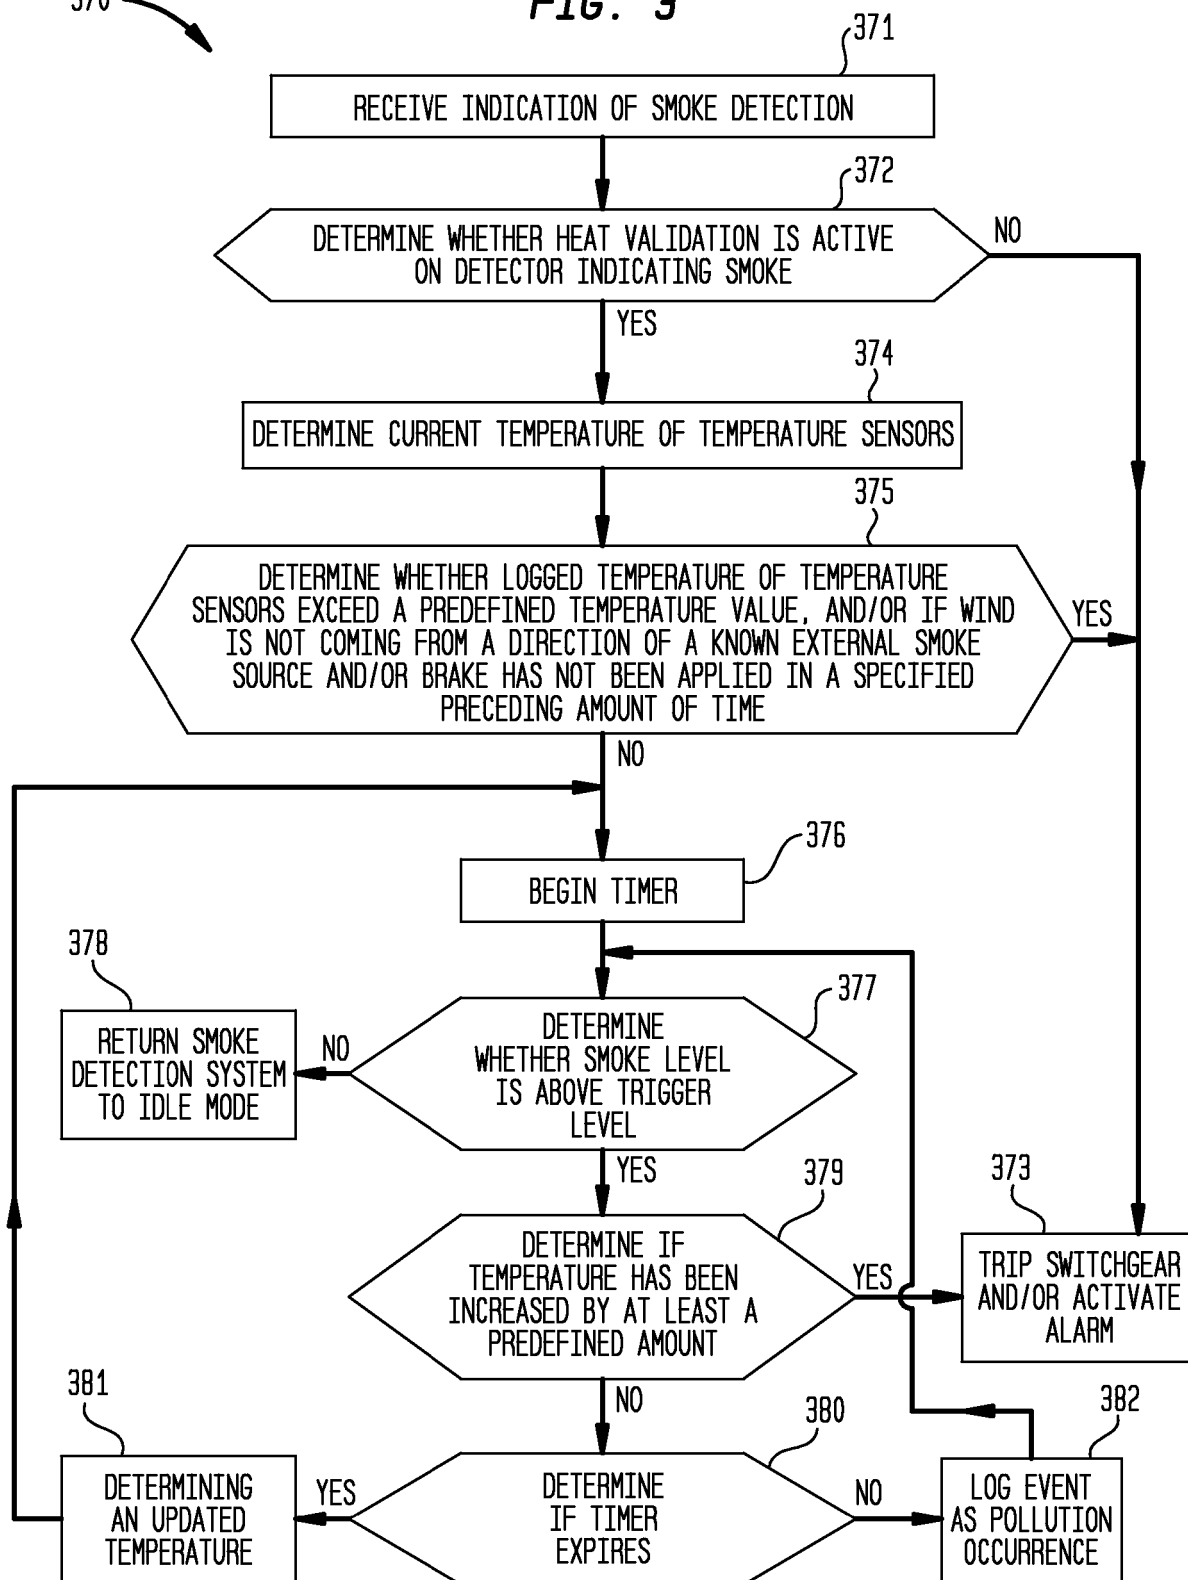 370
FIG. 3
371
RECEIVE INDICATION OF SMOKE DETECTION
372
DETERMINE WHETHER HEAT VALIDATION IS ACTIVE
ON DETECTOR INDICATING SMOKE
NO
YES
374
DETERMINE CURRENT TEMPERATURE OF TEMPERATURE SENSORS
375
DETERMINE WHETHER LOGGED TEMPERATURE OF TEMPERATURE
SENSORS EXCEED A PREDEFINED TEMPERATURE VALUE, AND/OR IF WIND
IS NOT COMING FROM A DIRECTION OF A KNOWN EXTERNAL SMOKE
SOURCE AND/OR BRAKE HAS NOT BEEN APPLIED IN A SPECIFIED
PRECEDING AMOUNT OF TIME
YES
NO
376
BEGIN TIMER
378
RETURN SMOKE
DETECTION SYSTEM
TO IDLE MODE
NO
377
DETERMINE
WHETHER SMOKE LEVEL
IS ABOVE TRIGGER
LEVEL
YES
379
DETERMINE IF
TEMPERATURE HAS BEEN
INCREASED BY AT LEAST A
PREDEFINED AMOUNT
YES
373
TRIP SWITCHGEAR
AND/OR ACTIVATE
ALARM
NO
381
DETERMINING
AN UPDATED
TEMPERATURE
YES
380
DETERMINE
IF TIMER
EXPIRES
NO
382
LOG EVENT
AS POLLUTION
OCCURRENCE